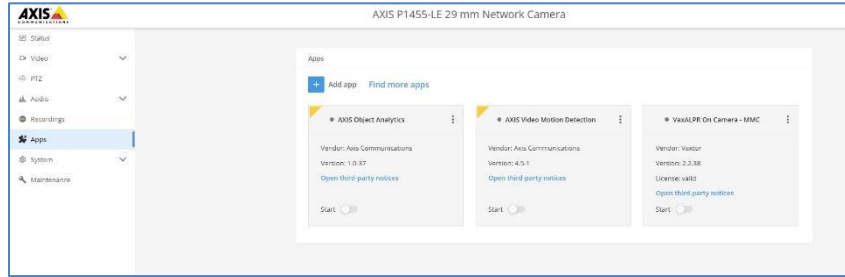 AXIS
COMMUNICATIONS
AXIS P1455-LE 29 mm Network Camera
Status
Video
PTZ
Audio
Recordings
Apps
System
Maintenance
Apps
+ Add app Find more apps
AXIS Object Analytics
Vendor: Axis Communications
Version: 1.0-37
Open third-party notices
Start
AXIS Video Motion Detection
Vendor: Axis Communications
Version: 4.5-1
Open third-party notices
Start
VaxALPR On Camera - MMC
Vendor: Vaxtor
Version: 2.2.38
License: valid
Open third-party notices
Start